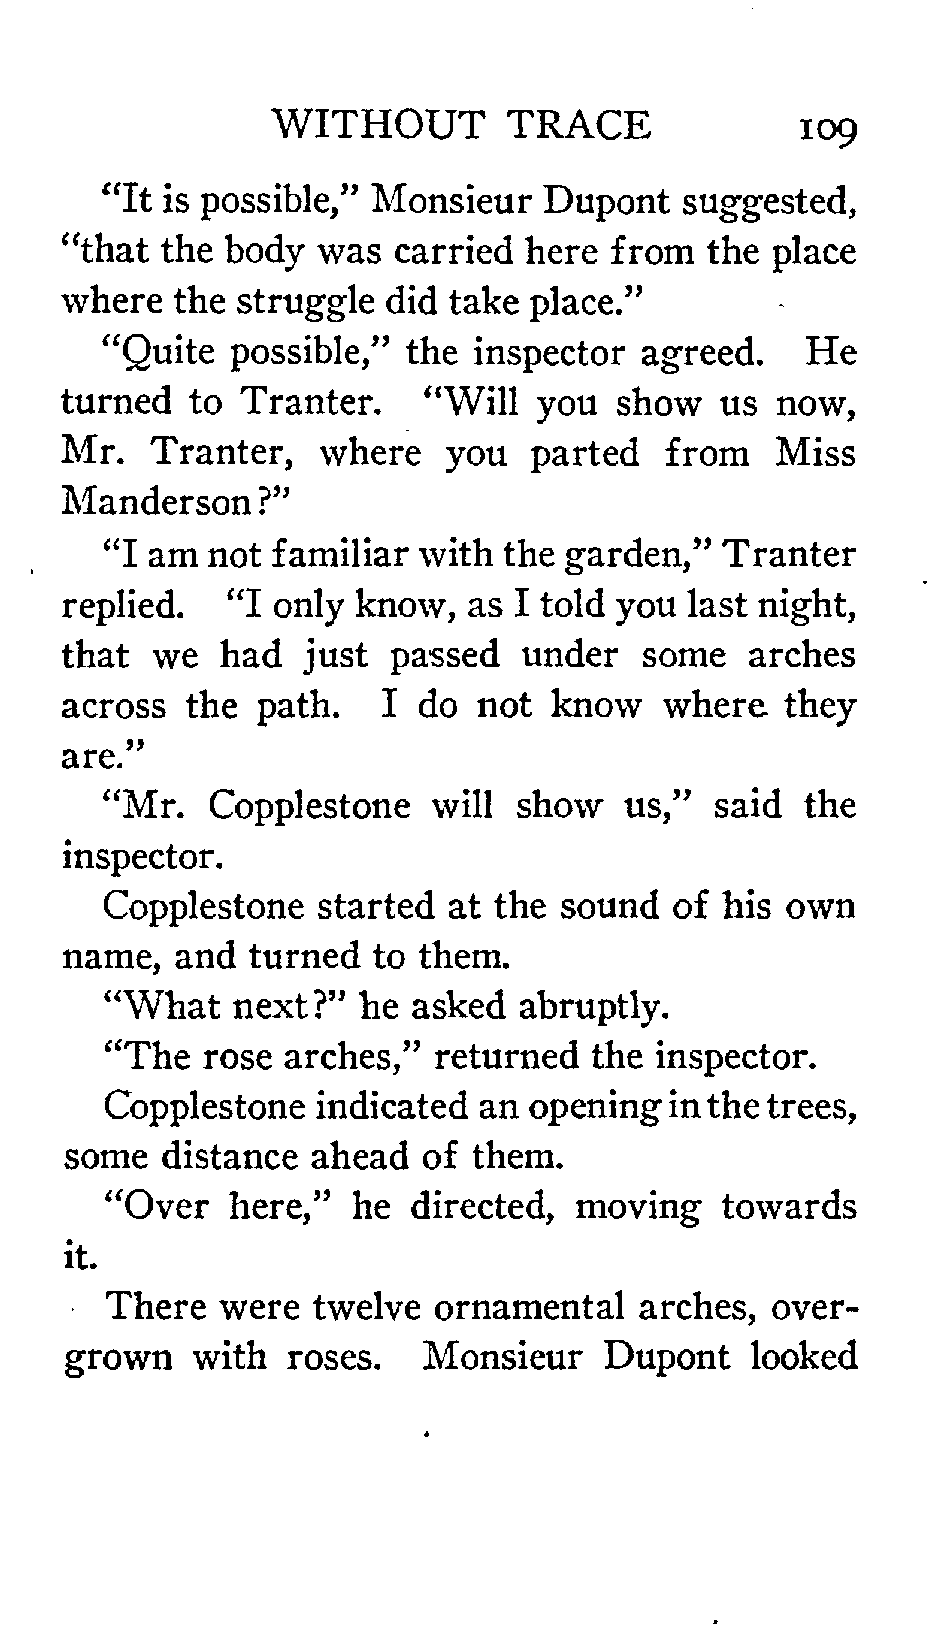 WITHOUT TRACE 109
“It is possible,” Monsieur Dupont suggested,
“that the body was carried here from the place
where the struggle did take place.”
“Quite possible,” the inspector agreed. He
turned to Tranter. “Will you show us now,
Mr. Tranter, where you parted from Miss
Manderson?”
“I am not familiar with the garden,” Tranter
replied. “I only know, as I told you last night,
that we had just passed under some arches
across the path. I do not know where they
are.”
“Mr. Copplestone will show us,” said the
inspector.
Copplestone started at the sound of his own
name, and turned to them.
“What next?” he asked abruptly.
“The rose arches,” returned the inspector.
Copplestone indicated an opening in the trees,
some distance ahead of them.
“Over here,” he directed, moving towards
it.
There were twelve ornamental arches, over-
grown with roses. Monsieur Dupont looked